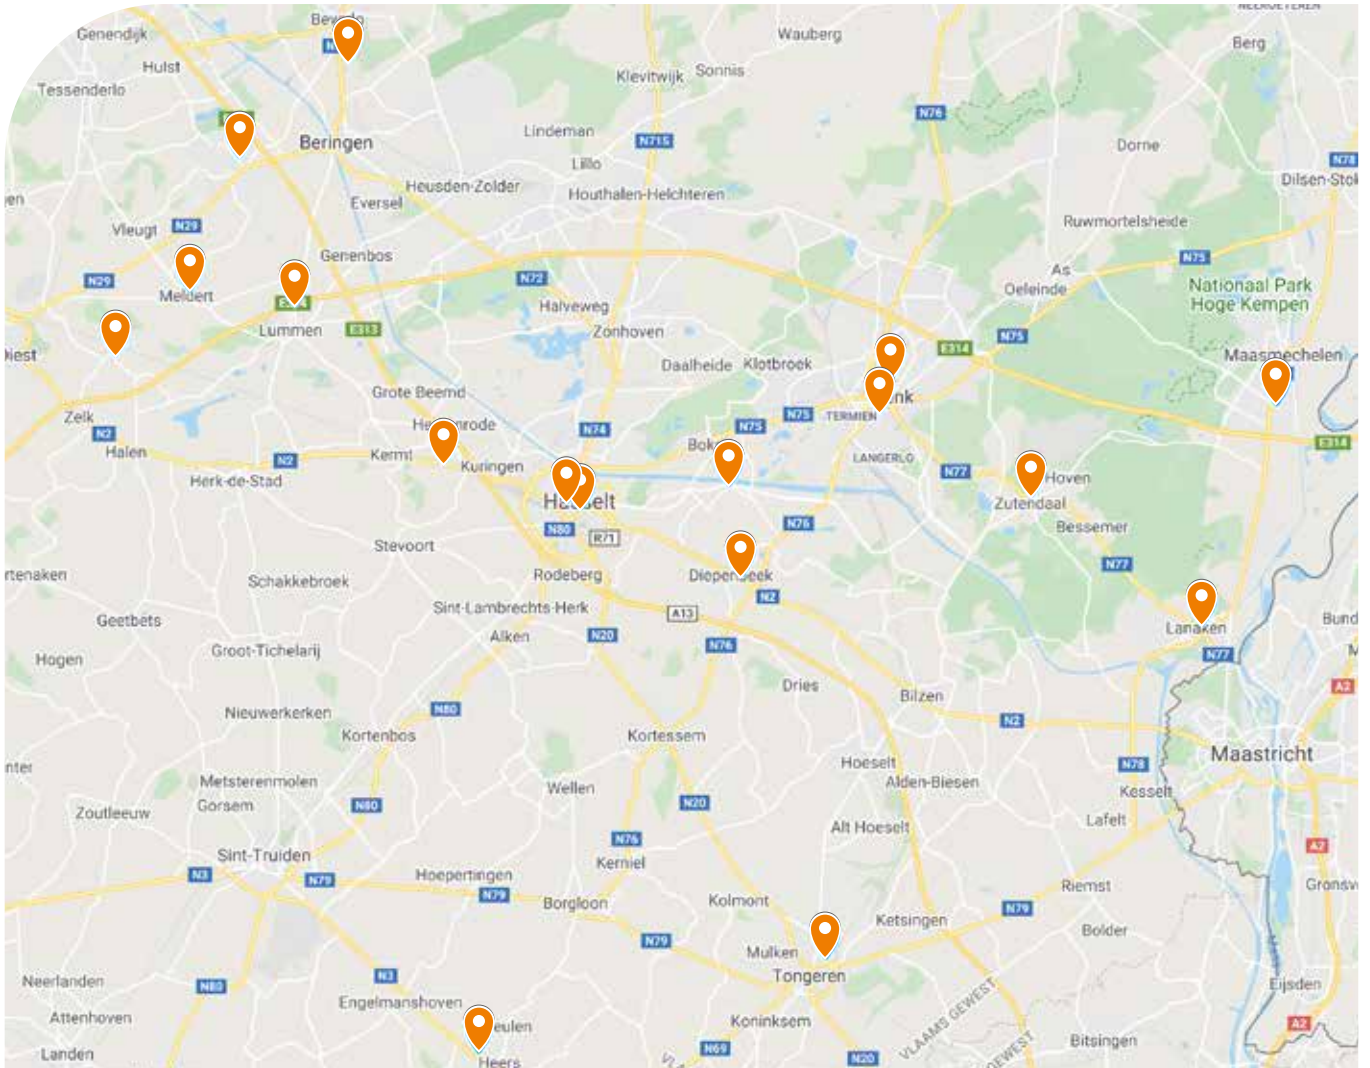 Genendijk
Wauberg
Berg
Hulst
Klevitwijk
Sonnis
Tessenderlo
N76
Lindeman
Beringen
N715
Dorne
Lillo
N78
Heusden-Zolder
Houthalen-Helchteren
Eversel
Vleugt
N29
Ruwmortelsheide
Genenbos
N75
As
N29
N72
Oeleinde
Nationaal Park
Hoge Kempen
Meldert
Halveweg
Lummen
E313
Zonhoven
N75
E314
Maasmechelen
Daalheide
Klotbroek
Grote Beemd
Zelk
N75
TERMIEN
N2
N74
N75
E314
Halen
N2
Kermt
Kuringen
LANGERLO
N77
Herk-de-Stad
Hoven
Zutendaal
N80
R71
N76
Bessemer
Stevoort
Schakkebroek
Rodeberg
Diepenbeek
N77
N2
Geetbets
Sint-Lambrechts-Herk
A13
Alken
N20
N76
Lanaken
Hogen
Groot-Tichelarij
N77
Dries
Bilzen
A2
Nieuwerkerken
N80
N2
Kortenbos
Kortessem
Maastricht
Hoeselt
N78
Metsterenmolen
Wellen
Alden-Biesen
Kesselt
Zoutleeuw
Gorsem
N80
N20
Lafelt
Alt Hoeselt
N76
A2
Sint-Truiden
Kerniel
N3
N79
Hoepertingen
N79
Riemst
Borgloon
Kolmont
Ketsingen
N79
N79
Mulken
Bolder
Tongeren
Neerlanden
N80
N3
Eijsden
Engelmanshoven
Attenhoven
Koninksem
VLAAMS GEWEST
A2
Landen
N69
N20
Bitsingen
Heers